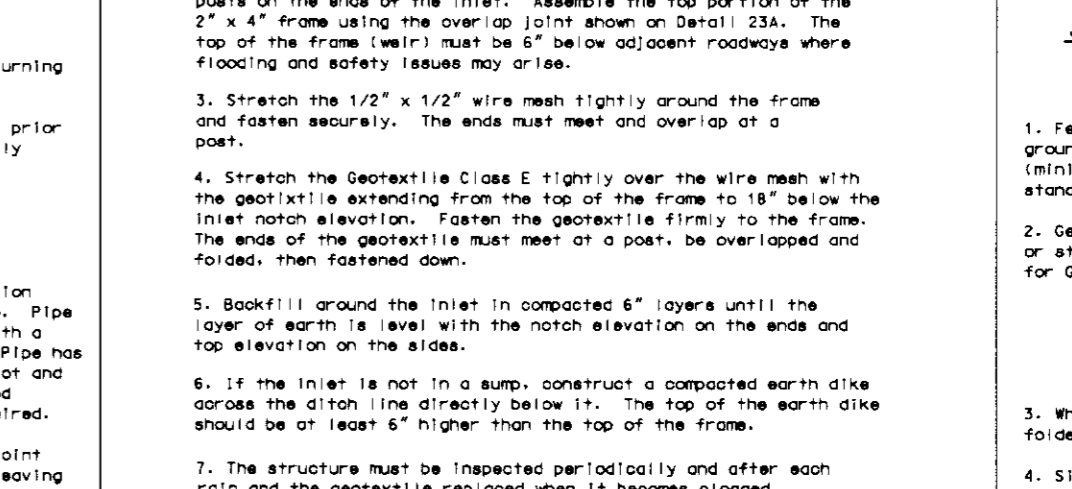 posts on the ends of the inlet. Assemble the top portion of the
2" x 4" frame using the overlap joint shown on Detail 23A. The
top of the frame (weir) must be 6" below adjacent roadways where
flooding and safety issues may arise.
3. Stretch the 1/2" x 1/2" wire mesh tightly around the frame
and fasten securely. The ends must meet and overlap at a
post.
4. Stretch the Geotextile Class E tightly over the wire mesh with
the geotixtile extending from the top of the frame to 18" below the
inlet notch elevation. Fasten the geotextile firmly to the frame.
The ends of the geotextile must meet at a post, be overlapped and
folded, then fastened down.
5. Backfill around the inlet in compacted 6" layers until the
layer of earth is level with the notch elevation on the ends and
top elevation on the sides.
6. If the inlet is not in a sump, construct a compacted earth dike
across the ditch line directly below it. The top of the earth dike
should be at least 6" higher than the top of the frame.
7. The structure must be inspected periodically and after each
rain and the geotextile replaced when it becomes clogged
urning
prior
ly
ion
. Pipe
th a
Pipe has
ot and
ed
ired.
oint
eaving
1. Fe
groun
(mini
stand
2. Ge
or st
for G
3. Wh
folde
4. Si